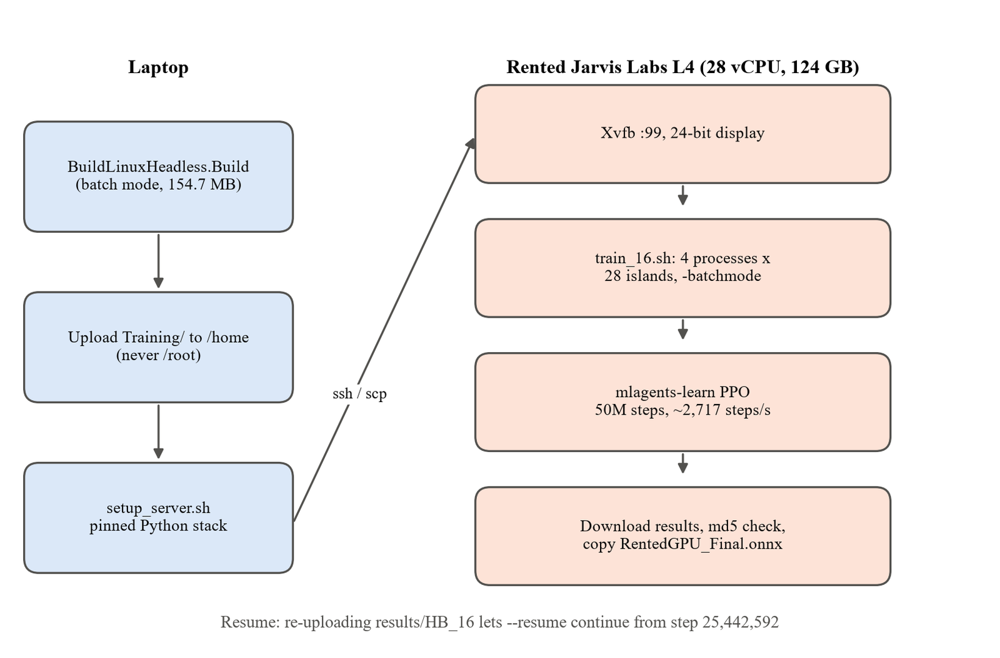 Laptop
BuildLinuxHeadless.Build
(batch mode, 154.7 MB)
Upload Training/ to /home
(never /root)
setup_server.sh
pinned Python stack
ssh / scp
Rented Jarvis Labs L4 (28 vCPU, 124 GB)
Xvfb :99, 24-bit display
train_16.sh: 4 processes x
28 islands, -batchmode
mlagents-learn PPO
50M steps, ~2,717 steps/s
Download results, md5 check,
copy RentedGPU_Final.onnx
Resume: re-uploading results/HB_16 lets --resume continue from step 25,442,592